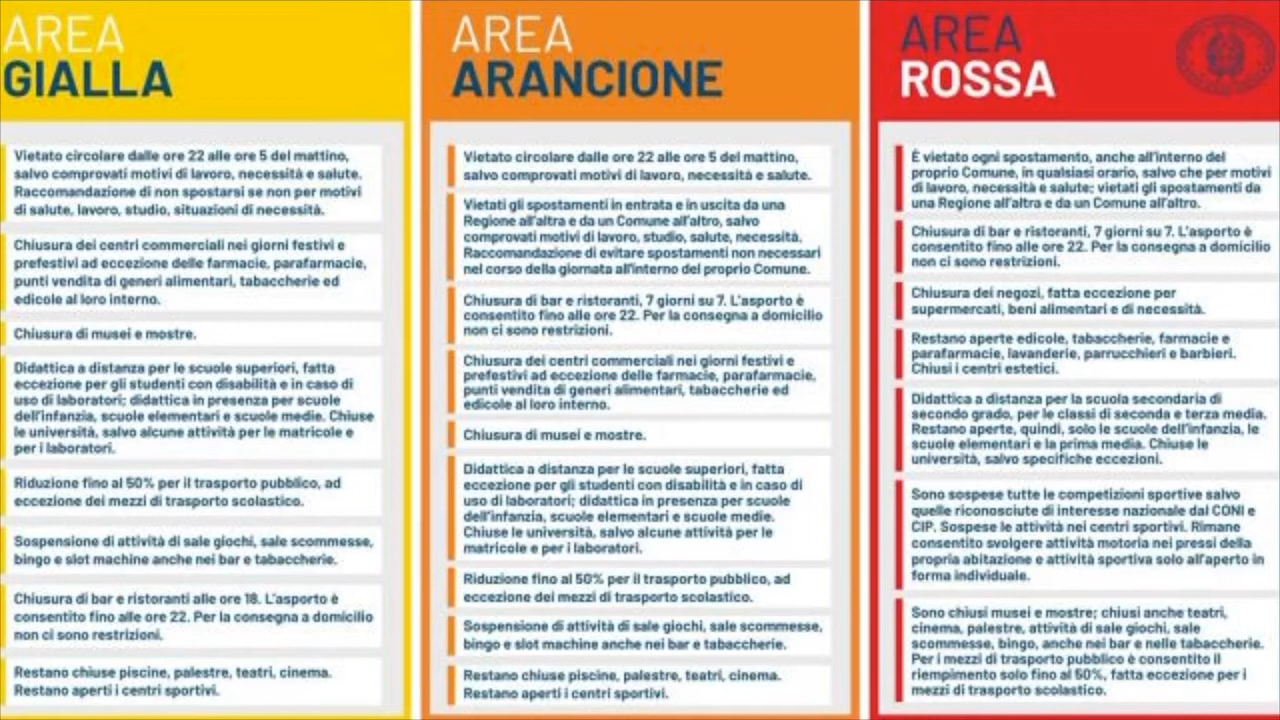 AREA
GIALLA
Vietato circolare dalle ore 22 alle ore 5 del mattino,
salvo comprovati motivi di lavoro, necessità e salute.
Raccomandazione di non spostarsi se non per motivi
di salute, lavoro, studio, situazioni di necessità.
Chiusura dei centri commerciali nei giorni festivi e
prefestivi ad eccezione delle farmacie, parafarmacie,
punti vendita di generi alimentari, tabaccherie ed
edicole al loro interno.
Chiusura di musei e mostre.
Didattica a distanza per le scuole superiori, fatta
eccezione per gli studenti con disabilità e in caso di
uso di laboratori; didattica in presenza per scuole
dell'infanzia, scuole elementari e scuole medie. Chiuse
le università, salvo alcune attività per le matricole e
per i laboratori.
Riduzione fino al 50% per il trasporto pubblico, ad
eccezione dei mezzi di trasporto scolastico.
Sospensione di attività di sale giochi, sale scommesse,
bingo e slot machine anche nei bar e tabaccherie.
Chiusura di bar e ristoranti alle ore 18. L'asporto è
consentito fino alle ore 22. Per la consegna a domicilio
non ci sono restrizioni.
Restano chiuse piscine, palestre, teatri, cinema.
Restano aperti i centri sportivi.
AREA
ARANCIONE
Vietato circolare dalle ore 22 alle ore 5 del mattino,
salvo comprovati motivi di lavoro, necessità e salute.
Vietati gli spostamenti in entrata e in uscita da una
Regione all'altra e da un Comune all'altro, salvo
comprovati motivi di lavoro, studio, salute, necessità.
Raccomandazione di evitare spostamenti non necessari
nel corso della giornata all'interno del proprio Comune.
Chiusura di bar e ristoranti, 7 giorni su 7. L'asporto è
consentito fino alle ore 22. Per la consegna a domicilio
non ci sono restrizioni.
Chiusura dei centri commerciali nei giorni festivi e
prefestivi ad eccezione delle farmacie, parafarmacie,
punti vendita di generi alimentari, tabaccherie ed
edicole al loro interno.
Chiusura di musei e mostre.
Didattica a distanza per le scuole superiori, fatta
eccezione per gli studenti con disabilità e in caso di
uso di laboratori; didattica in presenza per scuole
dell'infanzia, scuole elementari e scuole medie.
Chiuse le università, salvo alcune attività per le
matricole e per i laboratori.
Riduzione fino al 50% per il trasporto pubblico, ad
eccezione dei mezzi di trasporto scolastico.
Sospensione di attività di sale giochi, sale scommesse,
bingo e slot machine anche nei bar e tabaccherie.
Restano chiuse piscine, palestre, teatri, cinema.
Restano aperti i centri sportivi.
AREA
ROSSA
È vietato ogni spostamento, anche all'interno del
proprio Comune, in qualsiasi orario, salvo che per motivi
di lavoro, necessità e salute; vietati gli spostamenti da
una Regione all'altra e da un Comune all'altro.
Chiusura di bar e ristoranti, 7 giorni su 7. L'asporto è
consentito fino alle ore 22. Per la consegna a domicilio
non ci sono restrizioni.
Chiusura dei negozi, fatta eccezione per
supermercati, beni alimentari e di necessità.
Restano aperte edicole, tabaccherie, farmacie e
parafarmacie, lavanderie, parrucchieri e barbieri.
Chiusi i centri estetici.
Didattica a distanza per la scuola secondaria di
secondo grado, per le classi di seconda e terza media.
Restano aperte, quindi, solo le scuole dell'infanzia, le
scuole elementari e la prima media. Chiuse le
università, salvo specifiche eccezioni.
Sono sospese tutte le competizioni sportive salvo
quelle riconosciute di interesse nazionale dal CONI e
CIP. Sospese le attività nei centri sportivi. Rimane
consentito svolgere attività motoria nei pressi della
propria abitazione e attività sportiva solo all'aperto in
forma individuale.
Sono chiusi musei e mostre; chiusi anche teatri,
cinema, palestre, attività di sale giochi, sale
scommesse, bingo, anche nei bar e nelle tabaccherie.
Per i mezzi di trasporto pubblico è consentito il
riempimento solo fino al 50%, fatta eccezione per i
mezzi di trasporto scolastico.